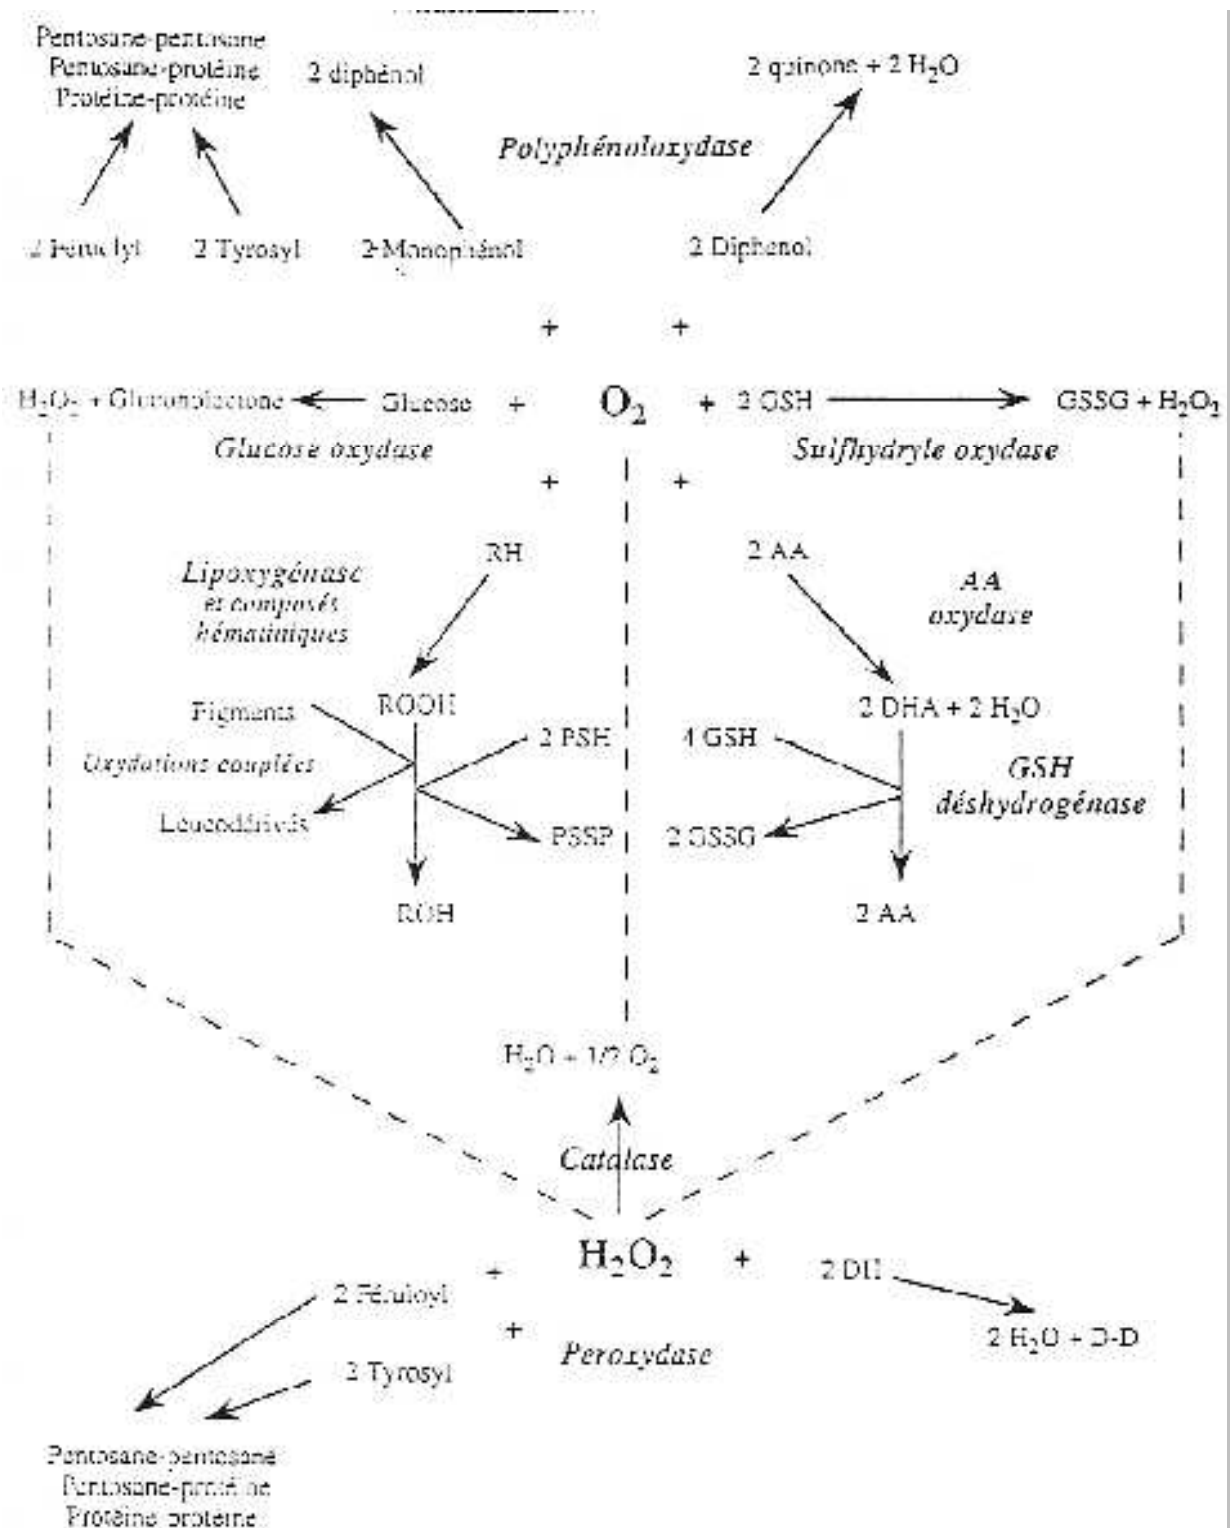 Pentosane-pentosane
Pentosane-protéine
Protéine-protéine
2 diphénol
2 quinone + 2 H₂O
Polyphénoloxydase
2 Tyrosyl
2 Monophénol
2 Diphenol
+ +
H₂O₂ + Gluconolactone
Glucose
+
O₂
+
2 GSH
GSSG + H₂O₂
Glucose oxydase
Sulfhydryle oxydase
+ +
RH
2 AA
Lipoxygénase
et composés
hématiniques
AA
oxydase
Pigments
ROOH
2 DHA + 2 H₂O
2 PSH
4 GSH
Oxydations couplées
GSH
déshydrogénase
Leucodérivés
PSSP
2 GSSG
ROH
2 AA
H₂O + 1/2 O₂
Catalase
H₂O₂
+
+
2 DH
2 Féruloyl
2 H₂O + D-D
+
Peroxydase
2 Tyrosyl
Pentosane-pentosane
Pentosane-protéine
Protéine-protéine